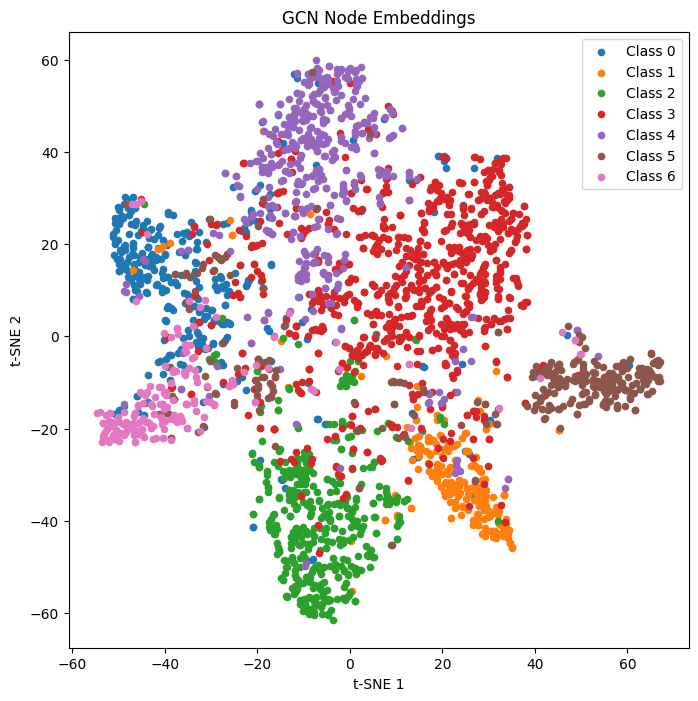 GCN Node Embeddings
Class 0
Class 1
Class 2
Class 3
Class 4
Class 5
Class 6
60
40
20
0
−20
−40
−60
t-SNE 2
−60
−40
−20
0
20
40
60
t-SNE 1